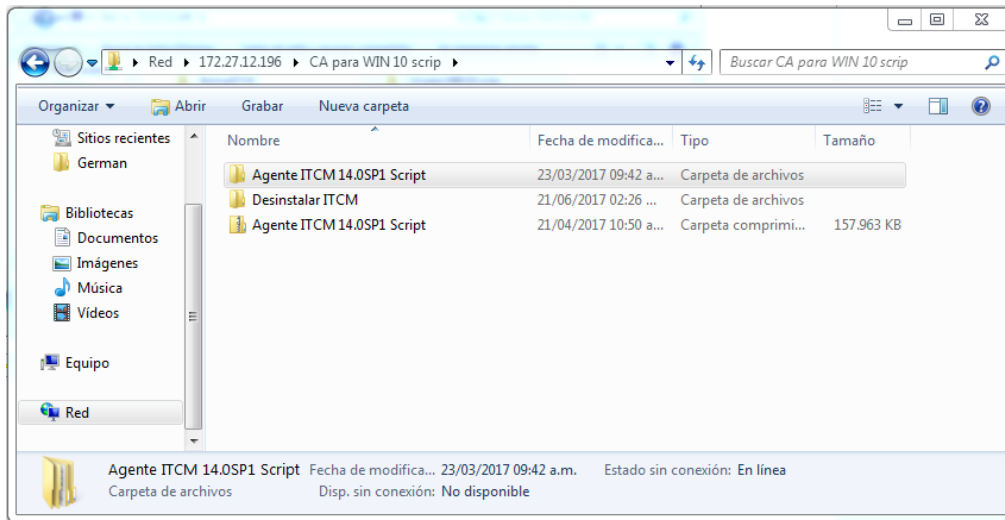 Red ▸ 172.27.12.196 ▸ CA para WIN 10 scrip ▸ Buscar CA para WIN 10 scrip
Organizar Abrir Grabar Nueva carpeta
Sitios recientes
German
Bibliotecas
Documentos
Imágenes
Música
Vídeos
Equipo
Red
Nombre Fecha de modifica... Tipo Tamaño
Agente ITCM 14.0SP1 Script 23/03/2017 09:42 a... Carpeta de archivos
Desinstalar ITCM 21/06/2017 02:26 ... Carpeta de archivos
Agente ITCM 14.0SP1 Script 21/04/2017 10:50 a... Carpeta comprimi... 157.963 KB
Agente ITCM 14.0SP1 Script Fecha de modifica... 23/03/2017 09:42 a.m. Estado sin conexión: En línea
Carpeta de archivos Disp. sin conexión: No disponible